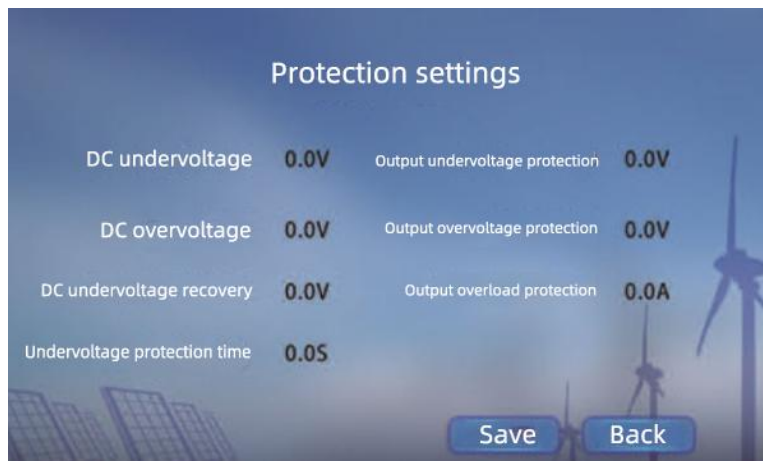 Protection settings
DC undervoltage 0.0V Output undervoltage protection 0.0V
DC overvoltage 0.0V Output overvoltage protection 0.0V
DC undervoltage recovery 0.0V Output overload protection 0.0A
Undervoltage protection time 0.0S
Save Back